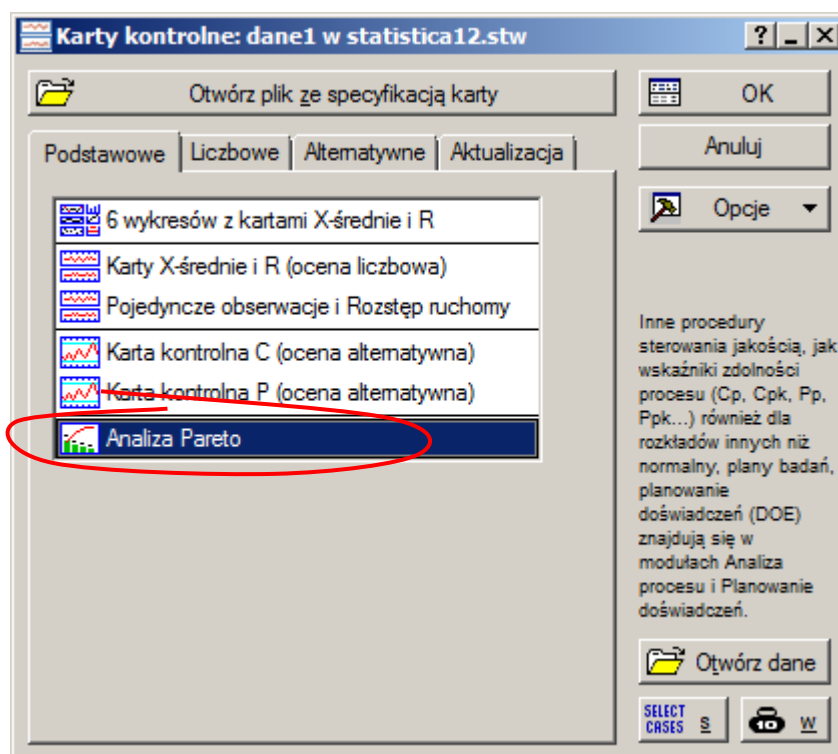 Karty kontrolne: dane1 w statistica12.stw
Otwórz plik ze specyfikacją karty
OK
Podstawowe
Liczbowe
Alternatywne
Aktualizacja
Anuluj
Opcje
6 wykresów z kartami X-średnie i R
Karty X-średnie i R (ocena liczbowa)
Pojedyncze obserwacje i Rozstęp ruchomy
Karta kontrolna C (ocena alternatywna)
Karta kontrolna P (ocena alternatywna)
Analiza Pareto
Inne procedury
sterowania jakością, jak
wskaźniki zdolności
procesu (Cp, Cpk, Pp,
Ppk...) również dla
rozkładów innych niż
normalny, plany badań,
planowanie
doświadczeń (DOE)
znajdują się w
modułach Analiza
procesu i Planowanie
doświadczeń.
Otwórz dane
SELECT
CASES
S
10
W